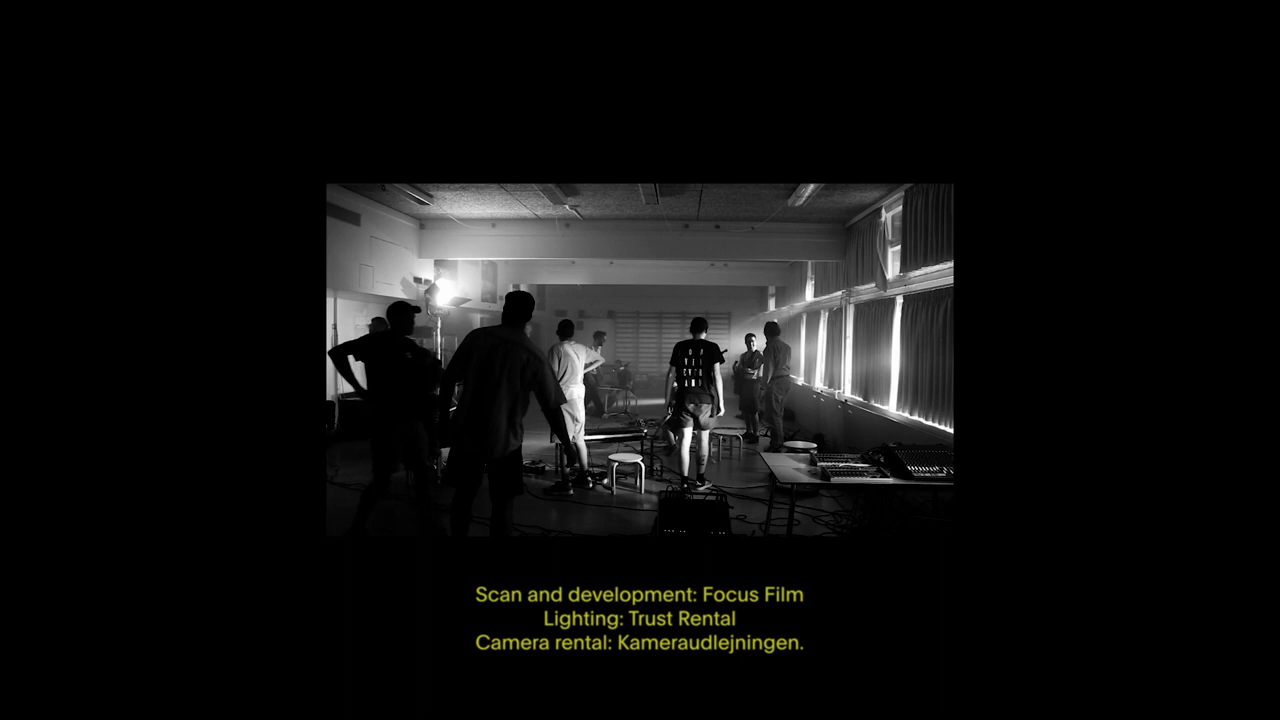 Scan and development: Focus Film
Lighting: Trust Rental
Camera rental: Kameraudlejningen.